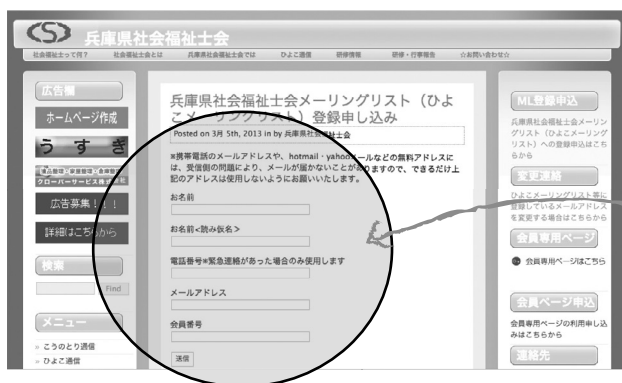 兵庫県社会福祉士会
社会福祉士って何?
社会福祉士とは
兵庫県社会福祉士会では
ひよこ通信
研修情報
研修・行事報告
☆お問い合わせ☆
広告欄
ホームページ作成
うすぎ
クローバーサービス株式会社
広告募集!!!
詳細はこちらから
検索
Find
メニュー
» こうのとり通信
» ひよこ通信
兵庫県社会福祉士会メーリングリスト(ひよ
こメーリングリスト)登録申し込み
Posted on 3月 5th, 2013 in by 兵庫県社会福祉士会
※携帯電話のメールアドレスや、hotmail・yahooメールなどの無料アドレスに
は、受信側の問題により、メールが届かないことがありますので、できるだけ上
記のアドレスは使用しないようにお願いいたします。
お名前
お名前<読み仮名>
電話番号※緊急連絡があった場合のみ使用します
メールアドレス
会員番号
送信
ML登録申込
兵庫県社会福祉士会メーリン
グリスト(ひよこメーリング
リスト)への登録申込はこち
らから
変更連絡
ひよこメーリングリスト等に
登録しているメールアドレス
を変更する場合はこちらから
会員専用ページ
会員専用ページはこちら
会員ページ申込
会員専用ページの利用申し込
みはこちらから
連絡先